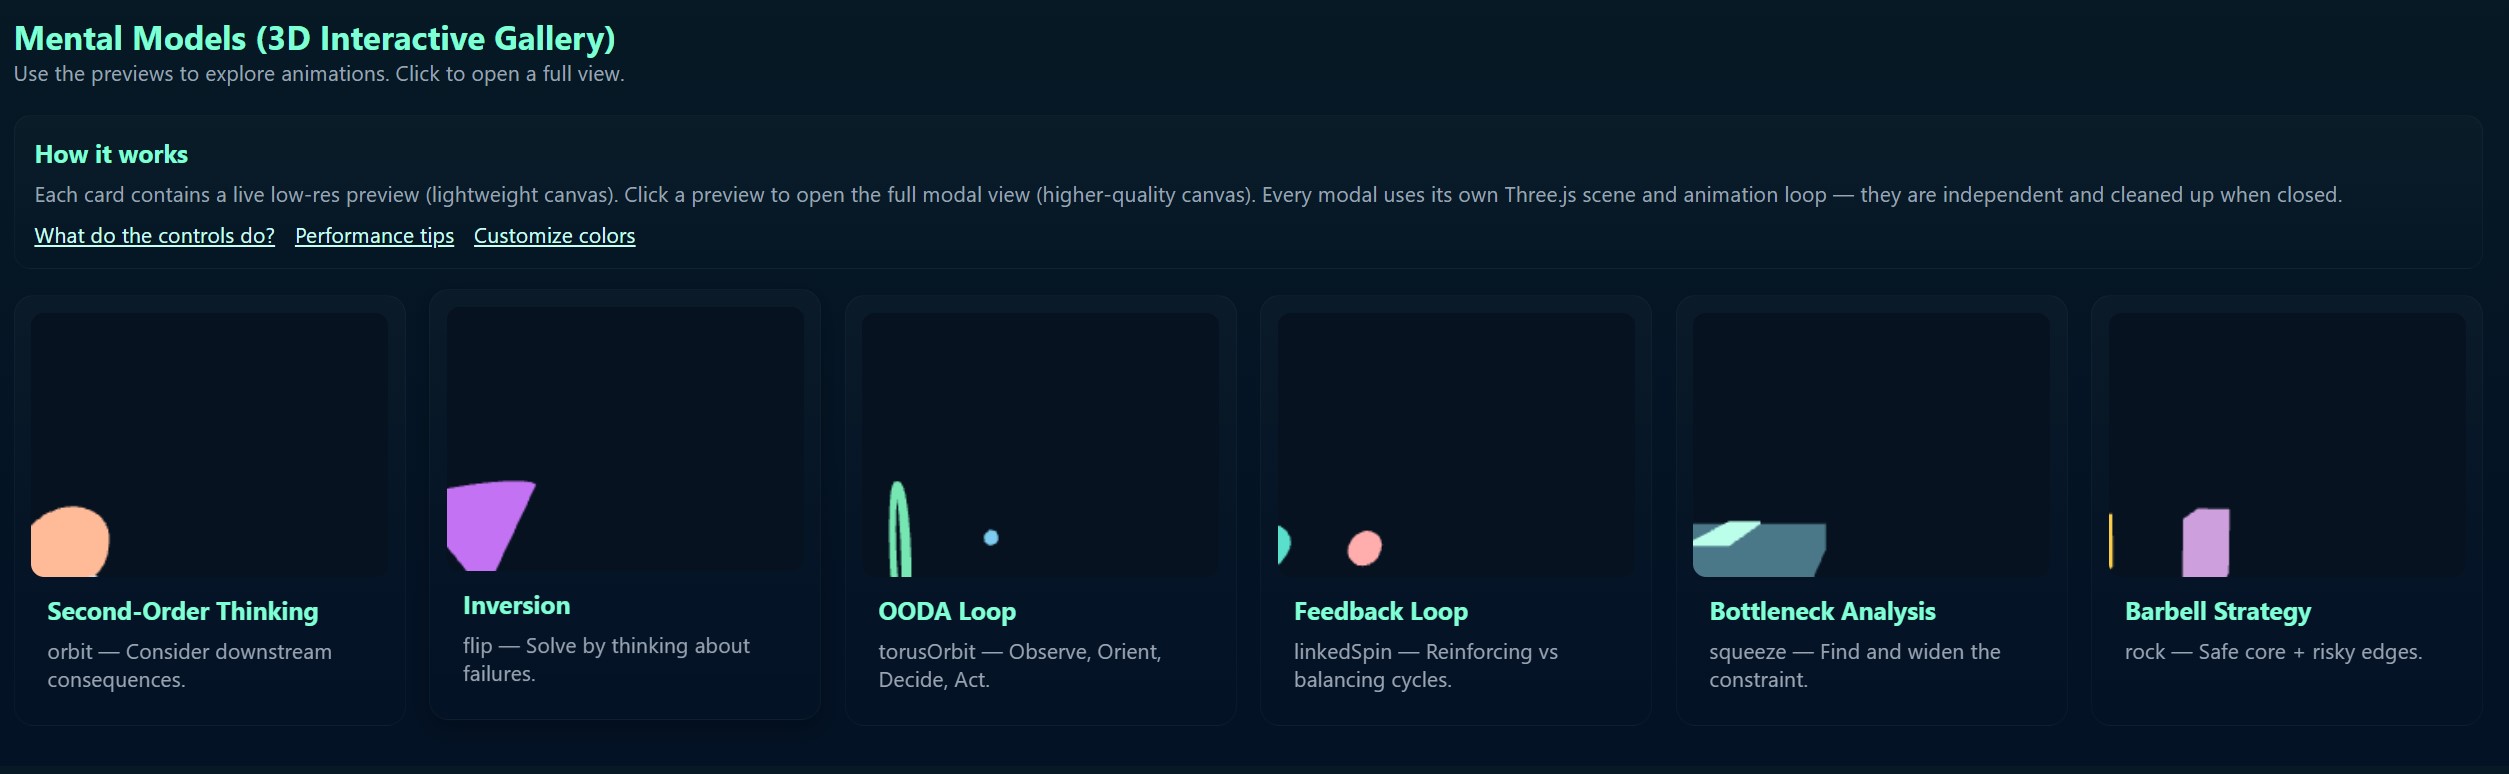 Mental Models (3D Interactive Gallery)
Use the previews to explore animations. Click to open a full view.
How it works
Each card contains a live low-res preview (lightweight canvas). Click a preview to open the full modal view (higher-quality canvas). Every modal uses its own Three.js scene and animation loop — they are independent and cleaned up when closed.
What do the controls do? Performance tips Customize colors
Second-Order Thinking
orbit — Consider downstream
consequences.
Inversion
flip — Solve by thinking about
failures.
OODA Loop
torusOrbit — Observe, Orient,
Decide, Act.
Feedback Loop
linkedSpin — Reinforcing vs
balancing cycles.
Bottleneck Analysis
squeeze — Find and widen the
constraint.
Barbell Strategy
rock — Safe core + risky edges.